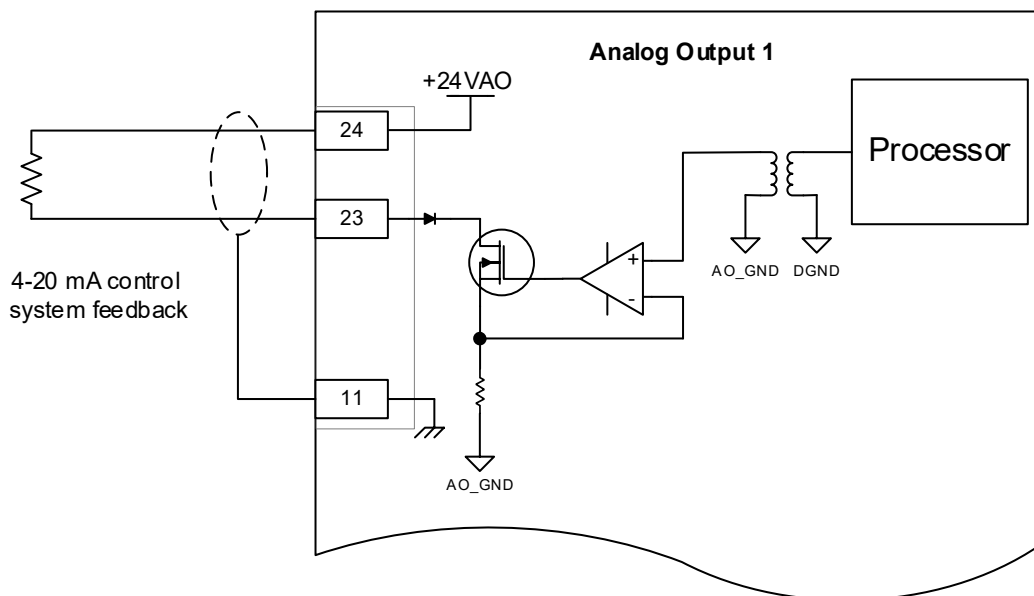 Analog Output 1
+24VAO
24
Processor
23
AO_GND DGND
+
-
4-20 mA control
system feedback
11
AO_GND